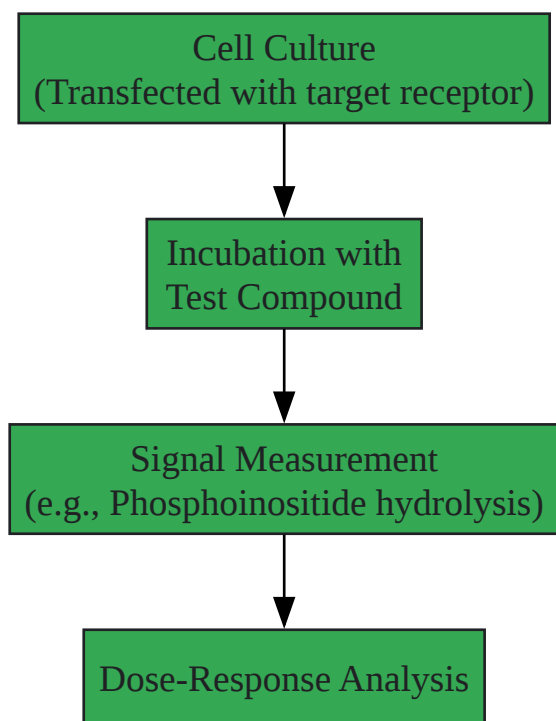 Cell Culture
(Transfected with target receptor)
Incubation with
Test Compound
Signal Measurement
(e.g., Phosphoinositide hydrolysis)
Dose-Response Analysis